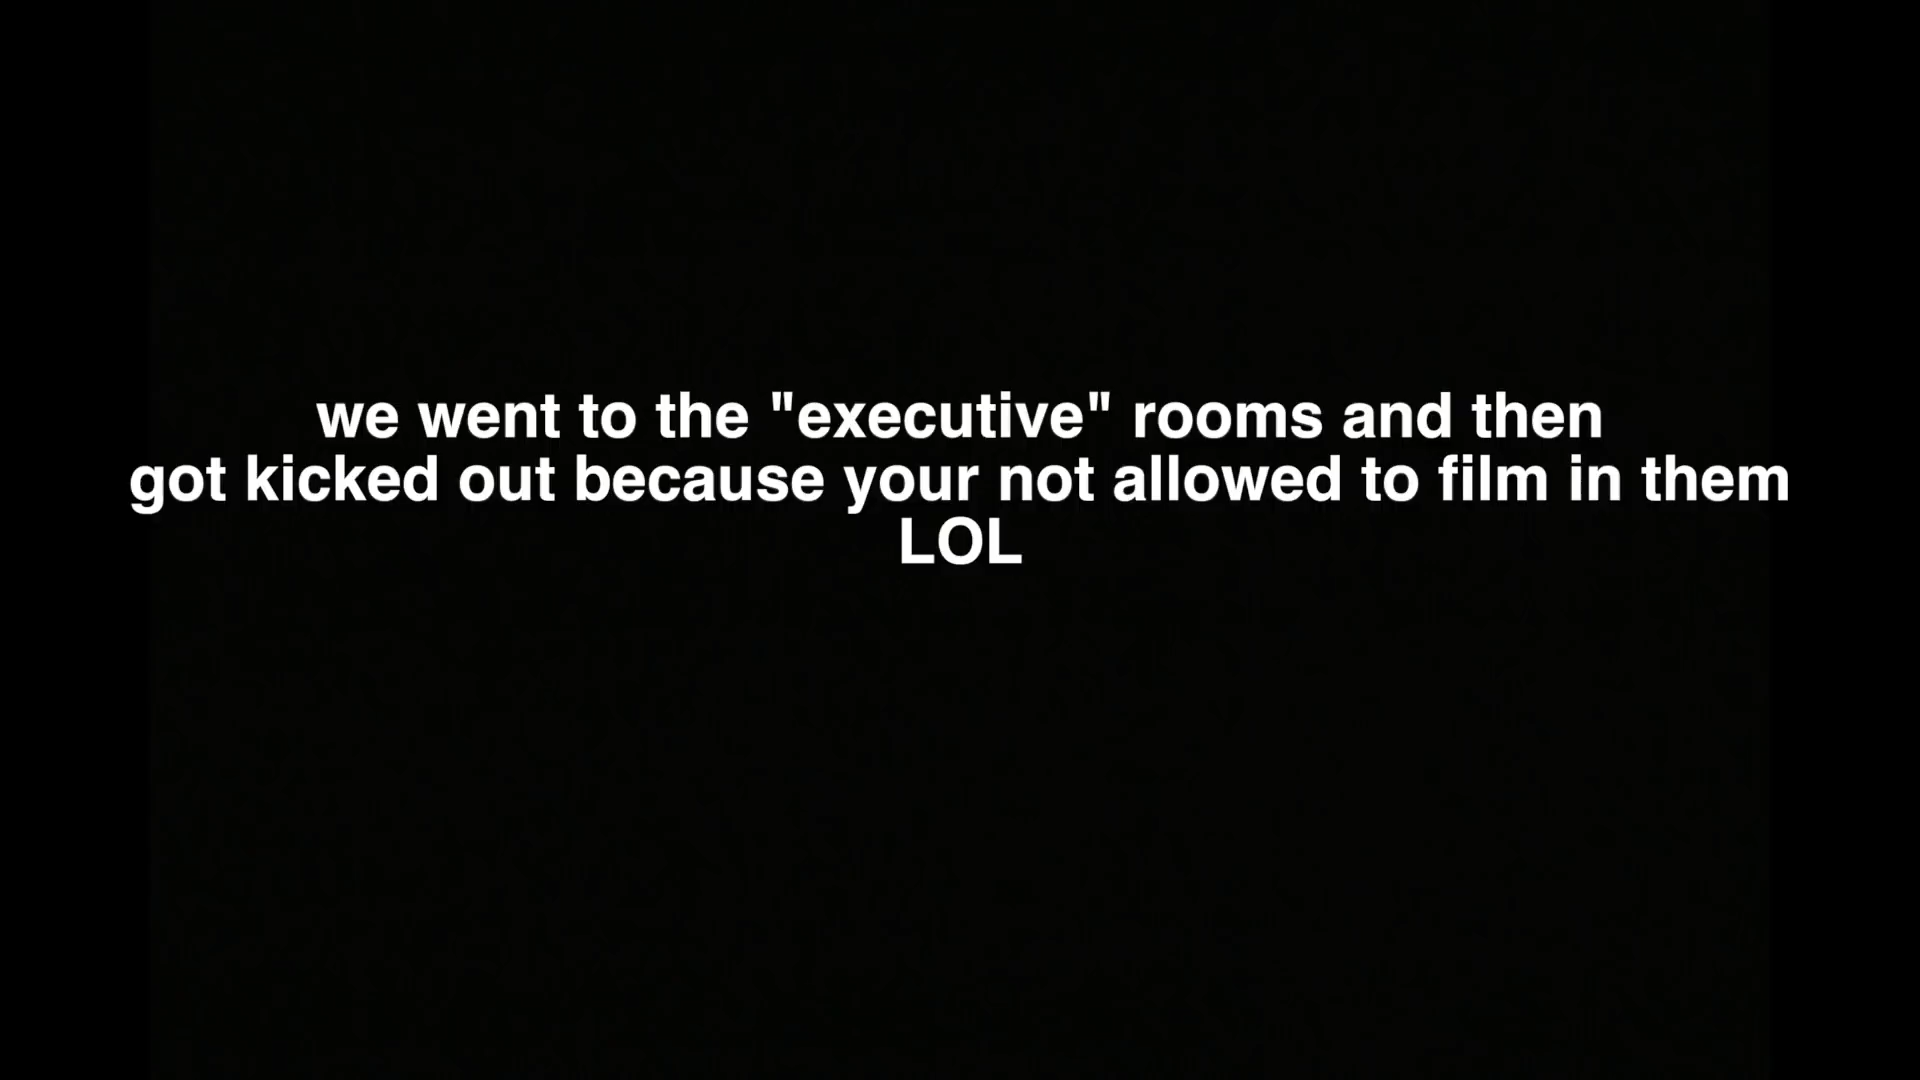 we went to the "executive" rooms and then
got kicked out because your not allowed to film in them
LOL